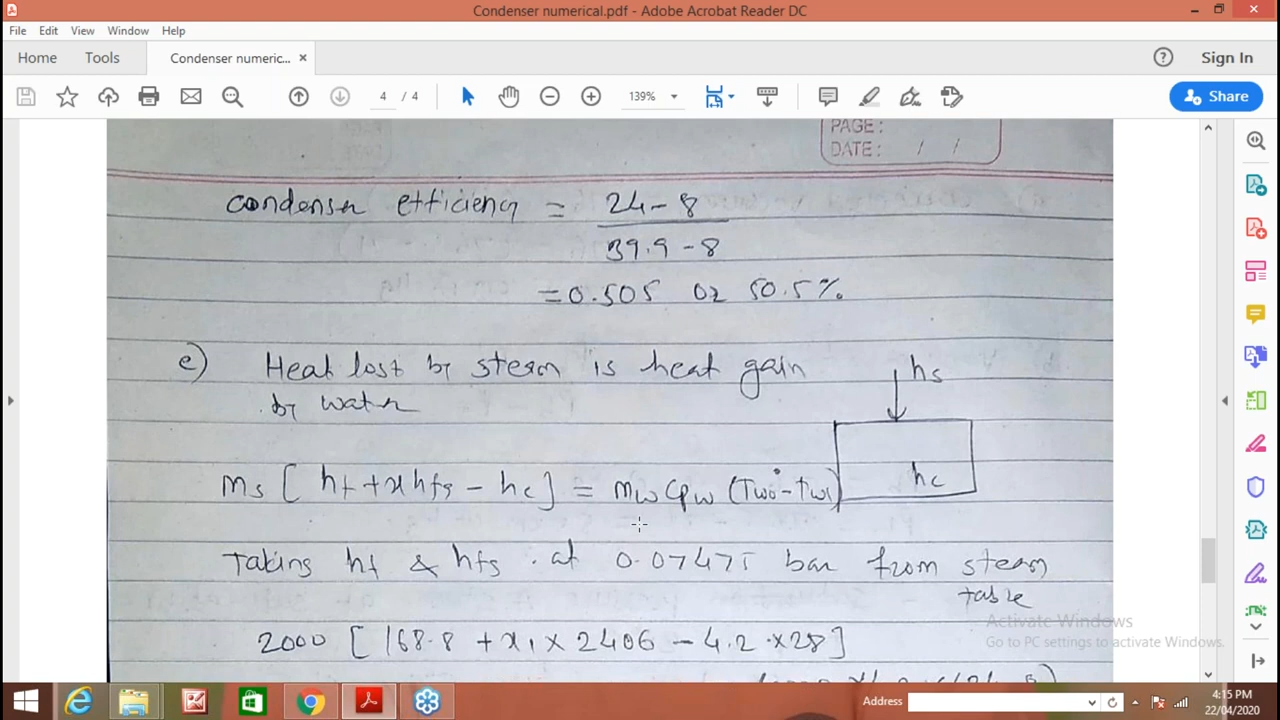 Condenser numerical.pdf - Adobe Acrobat Reader DC
File Edit View Window Help
Home Tools Condenser numeric... × Sign In
4 / 4 139% Share
PAGE:
DATE: / /
Condenser efficiency = 24-8
39.9-8
=0.505 or 50.5%.
e) Heat lost by steam is heat gain
by water
hs
ms [ hf + x hfg - hc ] = mw Cpw (Two - Twi)
hc
Taking hf & hfg at 0.07475 bar from steam
table
2000 [ 168.8 + x1 × 2406 - 4.2 × 28 ]
Activate Windows
Go to PC settings to activate Windows.
Address
4:15 PM
22/04/2020